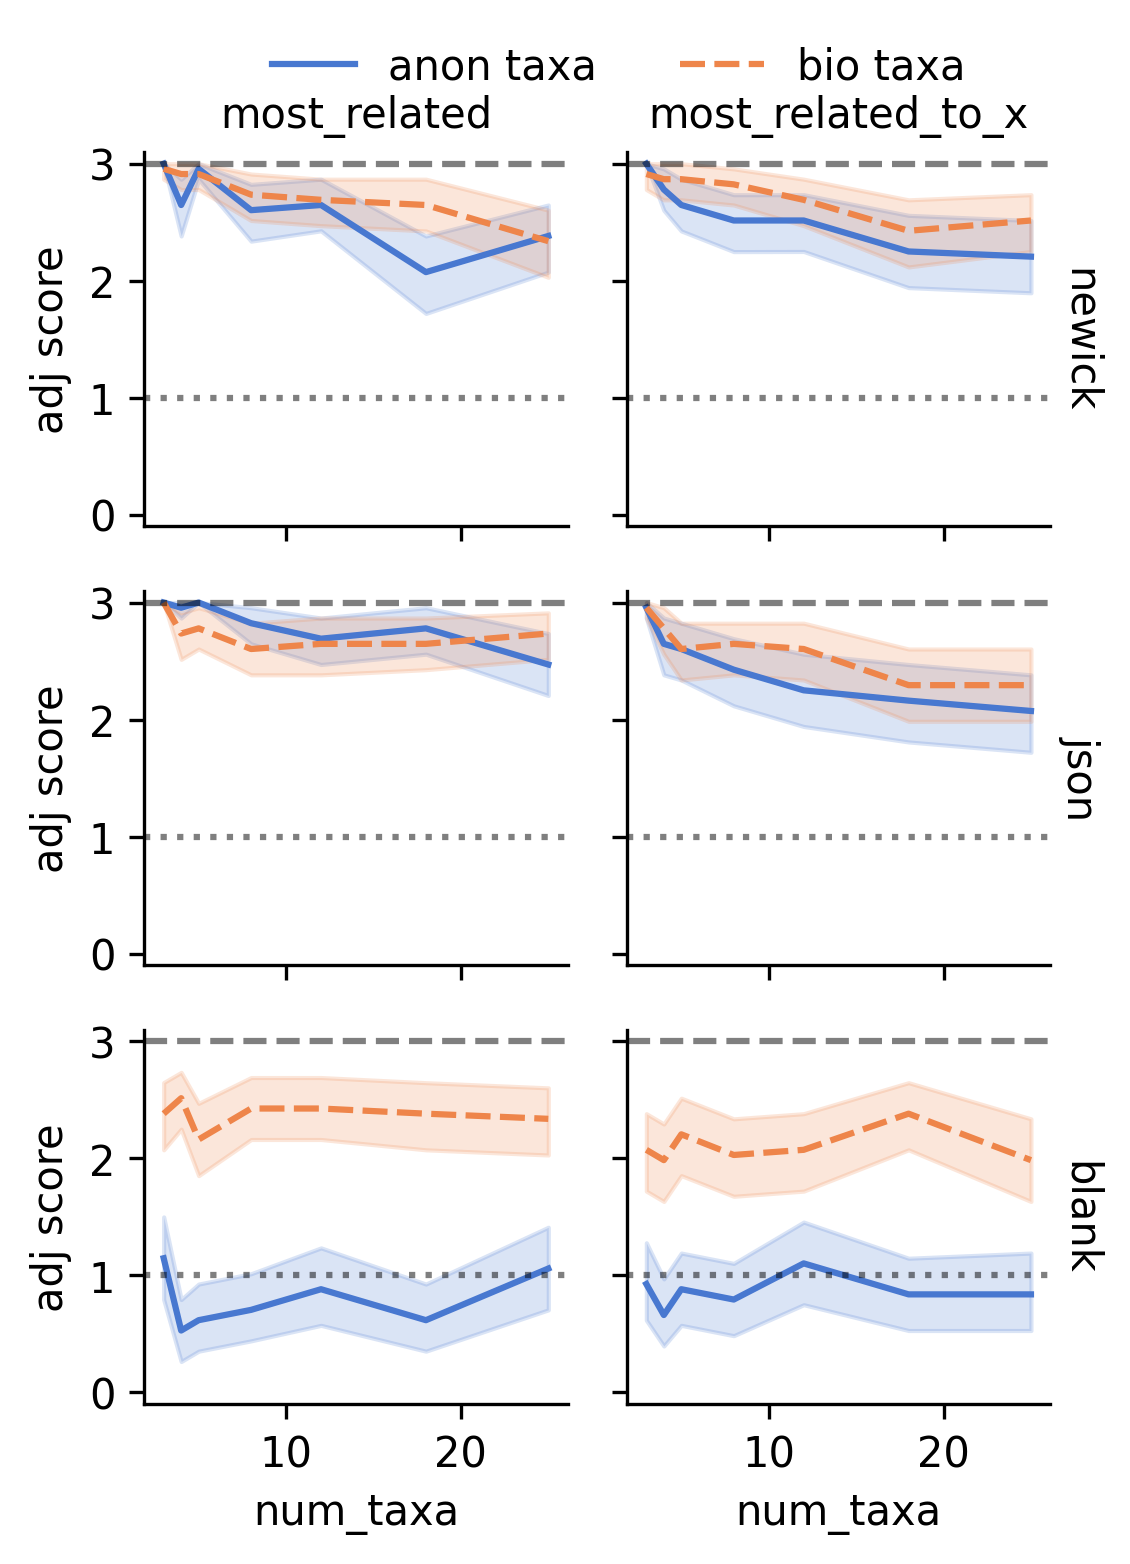 anon taxa bio taxa
most_related most_related_to_x
3
2
1
0
adj score
newick
3
2
1
0
adj score
json
3
2
1
0
adj score
blank
10 20 10 20
num_taxa num_taxa